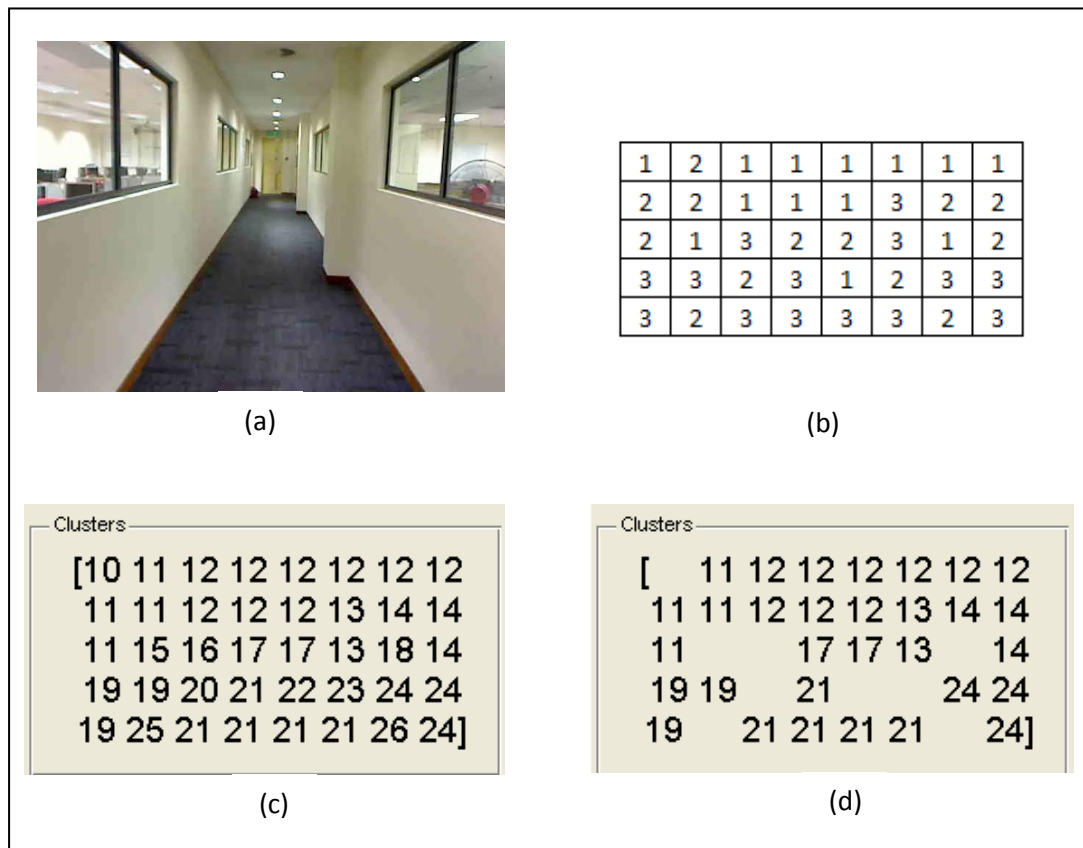 1 2 1 1 1 1 1 1
2 2 1 1 1 3 2 2
2 1 3 2 2 3 1 2
3 3 2 3 1 2 3 3
3 2 3 3 3 3 2 3
(a)
(b)
Clusters
[10 11 12 12 12 12 12 12
11 11 12 12 12 13 14 14
11 15 16 17 17 13 18 14
19 19 20 21 22 23 24 24
19 25 21 21 21 21 26 24]
(c)
Clusters
[ 11 12 12 12 12 12 12
11 11 12 12 12 13 14 14
11 17 17 13 14
19 19 21 24 24
19 21 21 21 21 24]
(d)